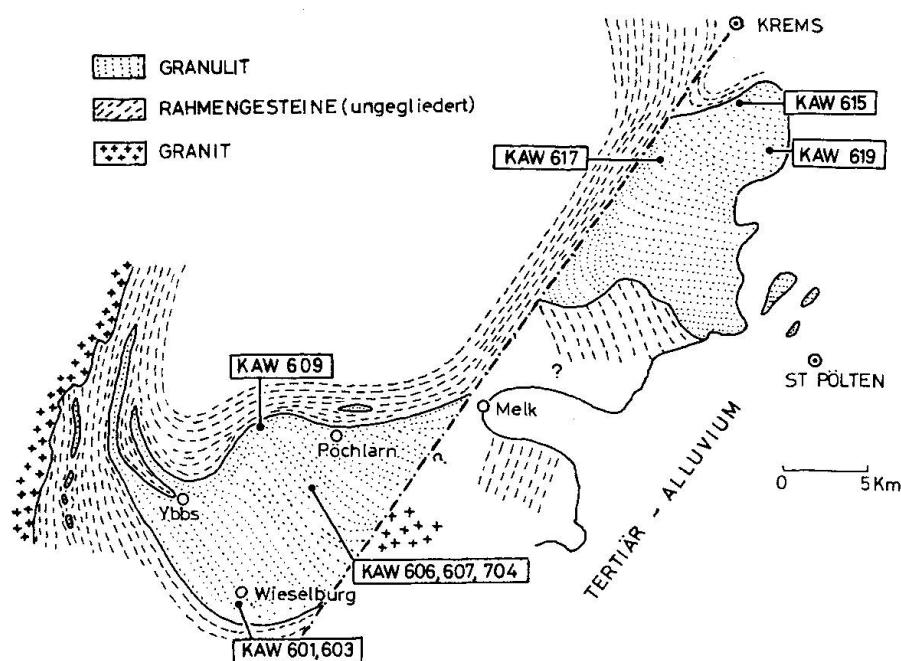 KREMS
GRANULIT
RAHMENGESTEINE (ungegliedert)
GRANIT
KAW 615
KAW 617
KAW 619
KAW 609
?
ST PÖLTEN
Melk
Pöchlarn
Ybbs
0 5 Km
TERTIÄR - ALLUVIUM
KAW 606, 607, 704
Wieselburg
KAW 601, 603